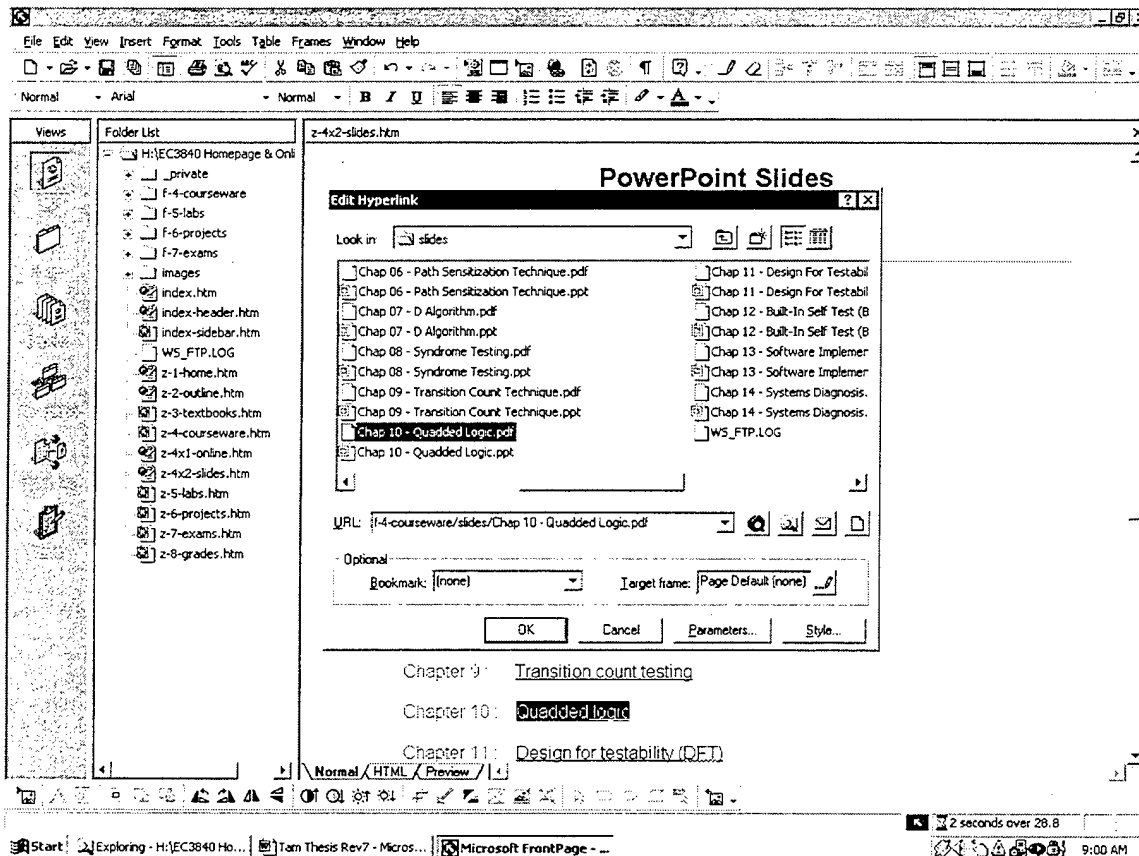 File Edit View Insert Format Tools Table Frames Window Help
Normal Arial Normal B I U A
Views Folder List z-4x2-slides.htm
H:\EC3840 Homepage & Onli
_private
f-4-courseware
f-5-labs
f-6-projects
f-7-exams
images
index.htm
index-header.htm
index-sidebar.htm
WS_FTP.LOG
z-1-home.htm
z-2-outline.htm
z-3-textbooks.htm
z-4-courseware.htm
z-4x1-online.htm
z-4x2-slides.htm
z-5-labs.htm
z-6-projects.htm
z-7-exams.htm
z-8-grades.htm
PowerPoint Slides
Edit Hyperlink
Look in: slides
Chap 06 - Path Sensitization Technique.pdf
Chap 06 - Path Sensitization Technique.ppt
Chap 07 - D Algorithm.pdf
Chap 07 - D Algorithm.ppt
Chap 08 - Syndrome Testing.pdf
Chap 08 - Syndrome Testing.ppt
Chap 09 - Transition Count Technique.pdf
Chap 09 - Transition Count Technique.ppt
Chap 10 - Quadded Logic.pdf
Chap 10 - Quadded Logic.ppt
Chap 11 - Design For Testabil
Chap 11 - Design For Testabil
Chap 12 - Built-In Self Test (B
Chap 12 - Built-In Self Test (B
Chap 13 - Software Implemer
Chap 13 - Software Implemer
Chap 14 - Systems Diagnosis.
Chap 14 - Systems Diagnosis.
WS_FTP.LOG
URL: f-4-courseware/slides/Chap 10 - Quadded Logic.pdf
Optional
Bookmark: (none) Target frame: Page Default (none)
OK Cancel Parameters... Style...
Chapter 9 : Transition count testing
Chapter 10 : Quadded logic
Chapter 11 : Design for testability (DFT)
Normal HTML Preview
2 seconds over 28.8
Start Exploring - H:\EC3840 Ho... Tam Thesis Rev7 - Micros... Microsoft FrontPage - ... 9:00 AM